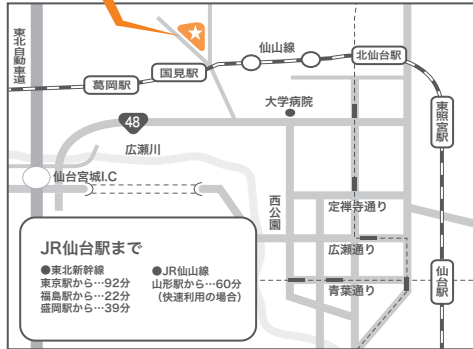 東北自動車道
仙山線
北仙台駅
国見駅
葛岡駅
大学病院
東照宮駅
48
広瀬川
仙台宮城I.C
西公園
定禅寺通り
広瀬通り
青葉通り
仙台駅
JR仙台駅まで
●東北新幹線
東京駅から…92分
福島駅から…22分
盛岡駅から…39分
●JR仙山線
山形駅から…60分
(快速利用の場合)